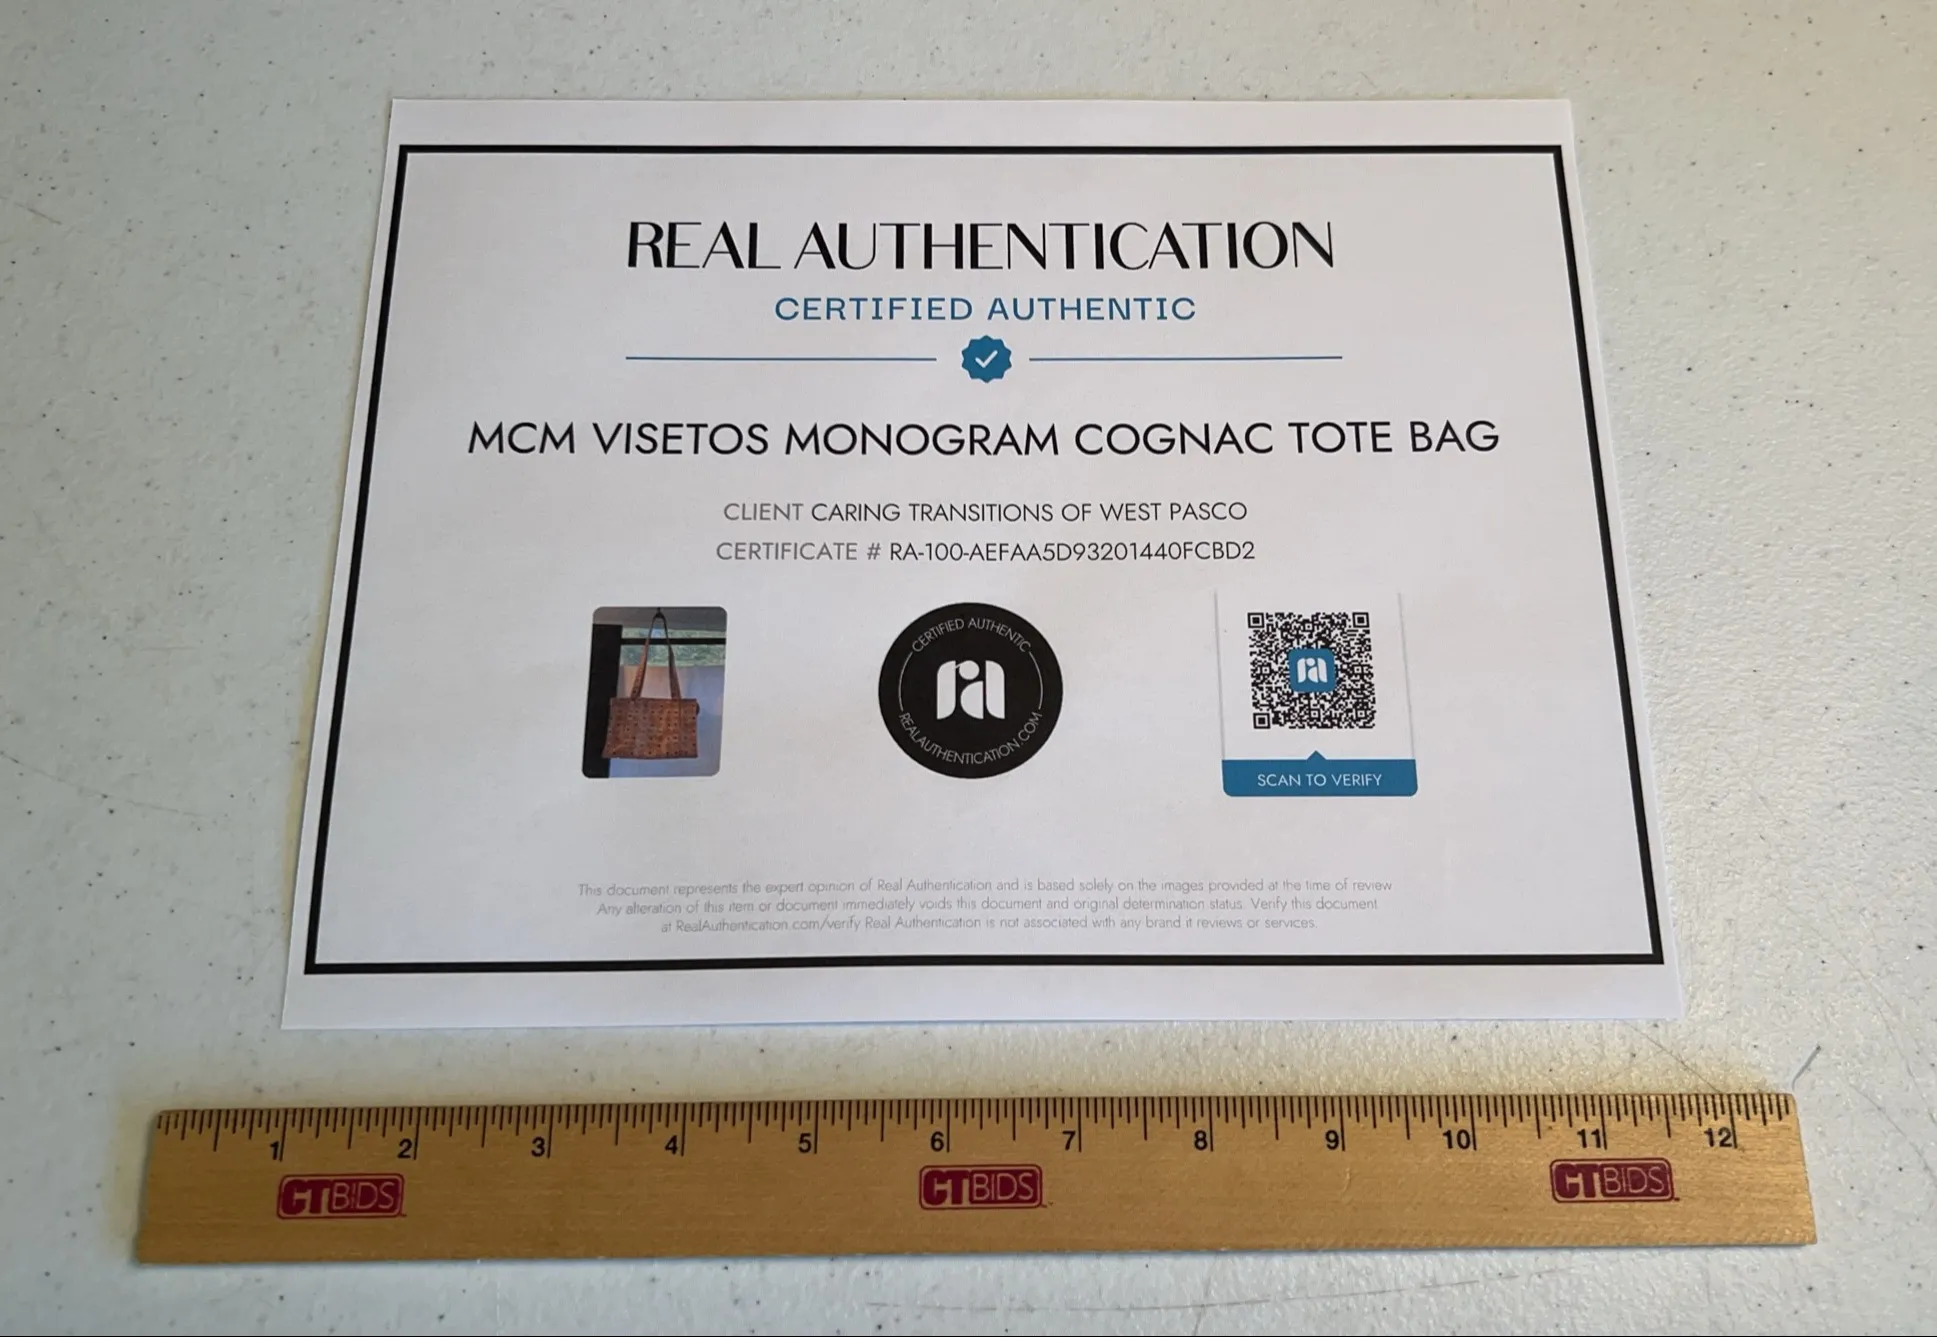 REAL AUTHENTICATION
CERTIFIED AUTHENTIC
MCM VISETOS MONOGRAM COGNAC TOTE BAG
CLIENT CARING TRANSITIONS OF WEST PASCO
CERTIFICATE # RA-100-AEFAA5D93201440FCBD2
CERTIFIED AUTHENTIC
ra
REALAUTHENTICATION.COM
ra
SCAN TO VERIFY
This document represents the expert opinion of Real Authentication and is based solely on the images provided at the time of review
Any alteration of this item or document immediately voids this document and original determination status. Verify this document
at RealAuthentication.com/verify Real Authentication is not associated with any brand it reviews or services.
1 2 3 4 5 6 7 8 9 10 11 12
CTBIDS CTBIDS CTBIDS